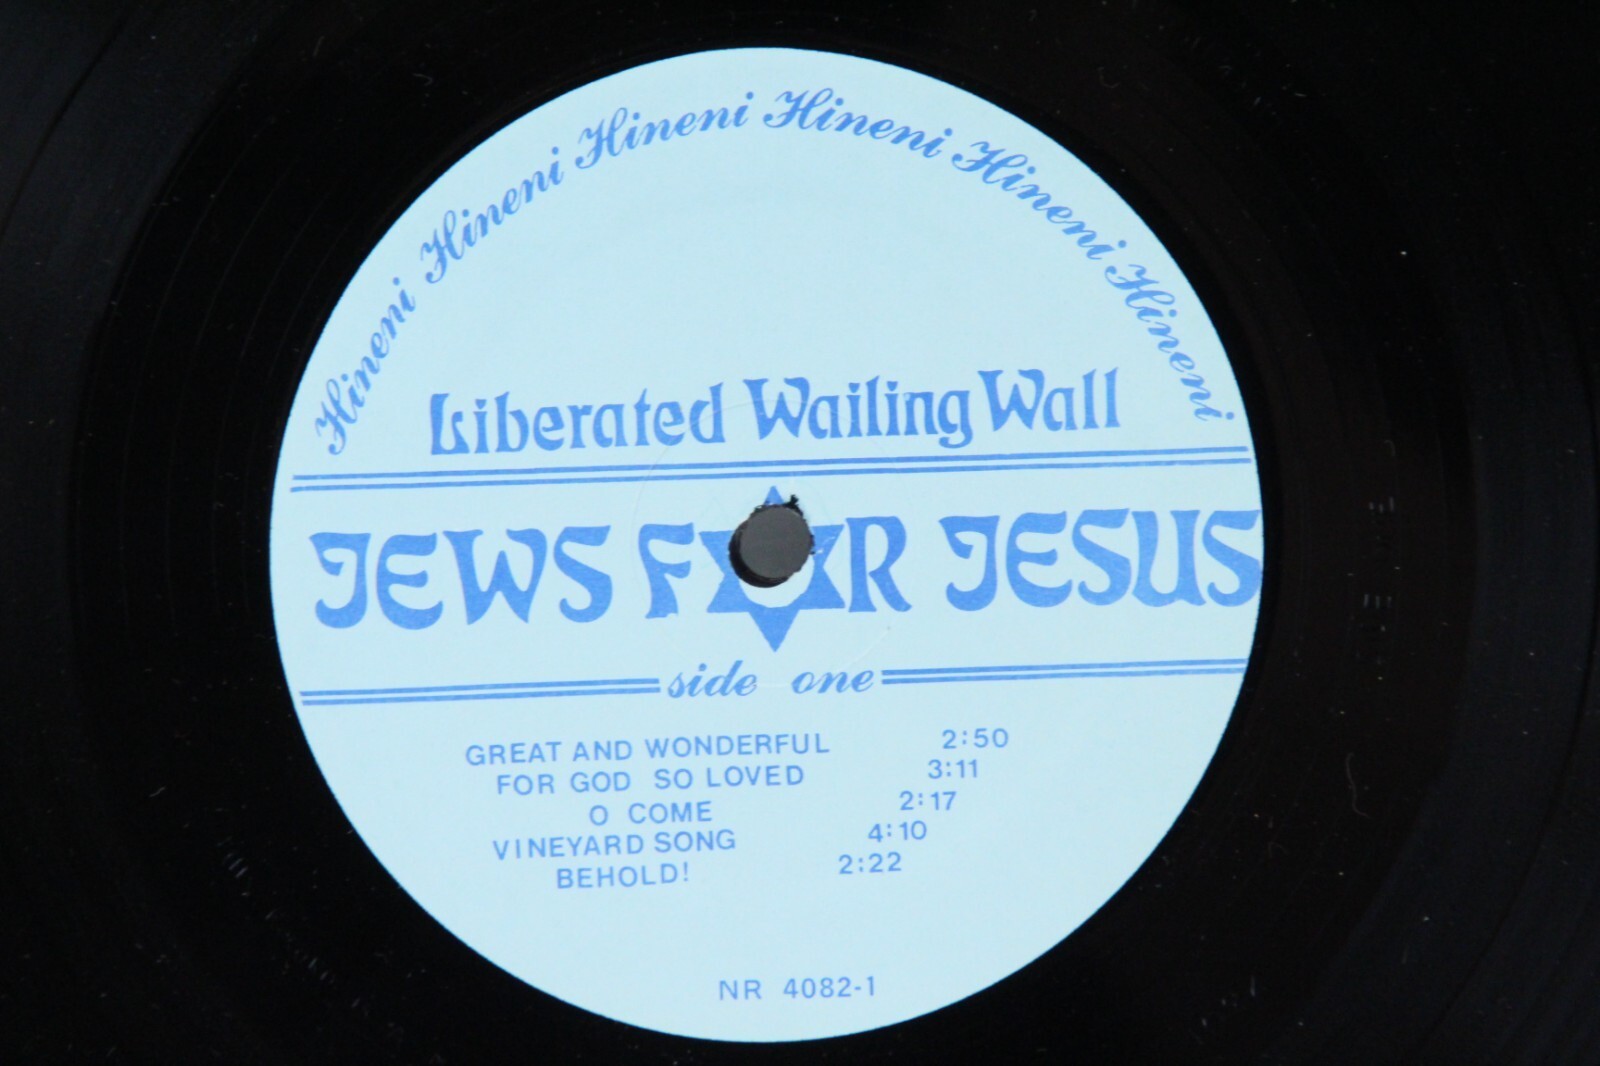 Hineni Hineni Hineni Hineni Hineni Hineni
Liberated Wailing Wall
JEWS FOR JESUS
side one
GREAT AND WONDERFUL 2:50
FOR GOD SO LOVED 3:11
O COME 2:17
VINEYARD SONG 4:10
BEHOLD! 2:22
NR 4082-1